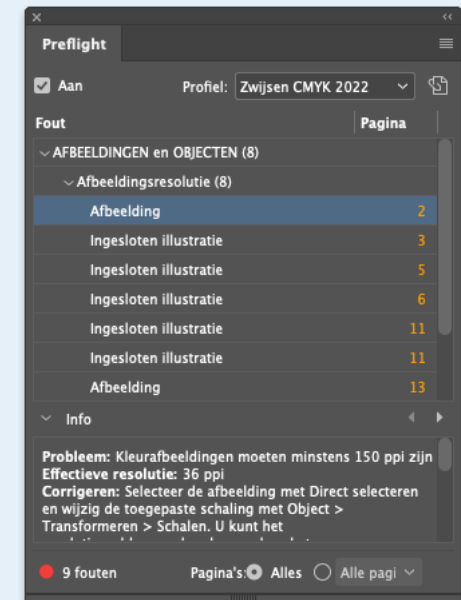 Preflight
Aan Profiel: Zwijsen CMYK 2022
Fout Pagina
AFBEELDINGEN en OBJECTEN (8)
Afbeeldingsresolutie (8)
Afbeelding 2
Ingesloten illustratie 3
Ingesloten illustratie 5
Ingesloten illustratie 6
Ingesloten illustratie 11
Ingesloten illustratie 11
Afbeelding 13
Info
Probleem: Kleurafbeeldingen moeten minstens 150 ppi zijn
Effectieve resolutie: 36 ppi
Corrigeren: Selecteer de afbeelding met Direct selecteren
en wijzig de toegepaste schaling met Object >
Transformeren > Schalen. U kunt het
9 fouten Pagina's: Alles Alle pagi